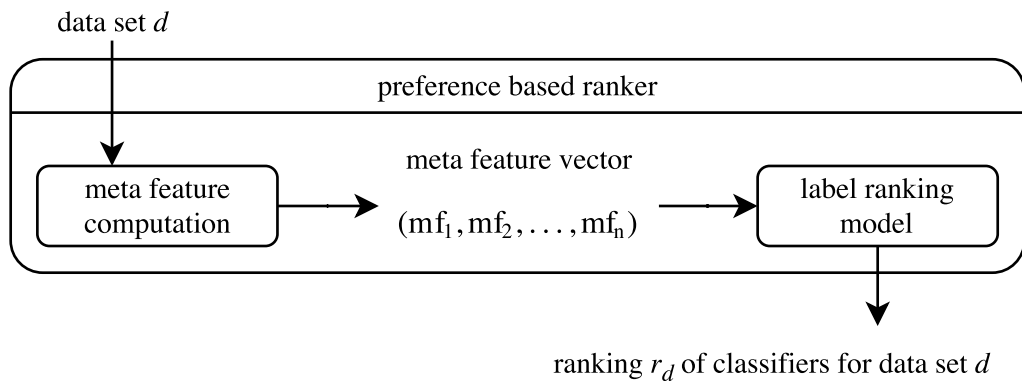 data set d
preference based ranker
meta feature
computation
meta feature vector
(mf₁, mf₂, . . . , mfₙ)
label ranking
model
ranking r_d of classifiers for data set d